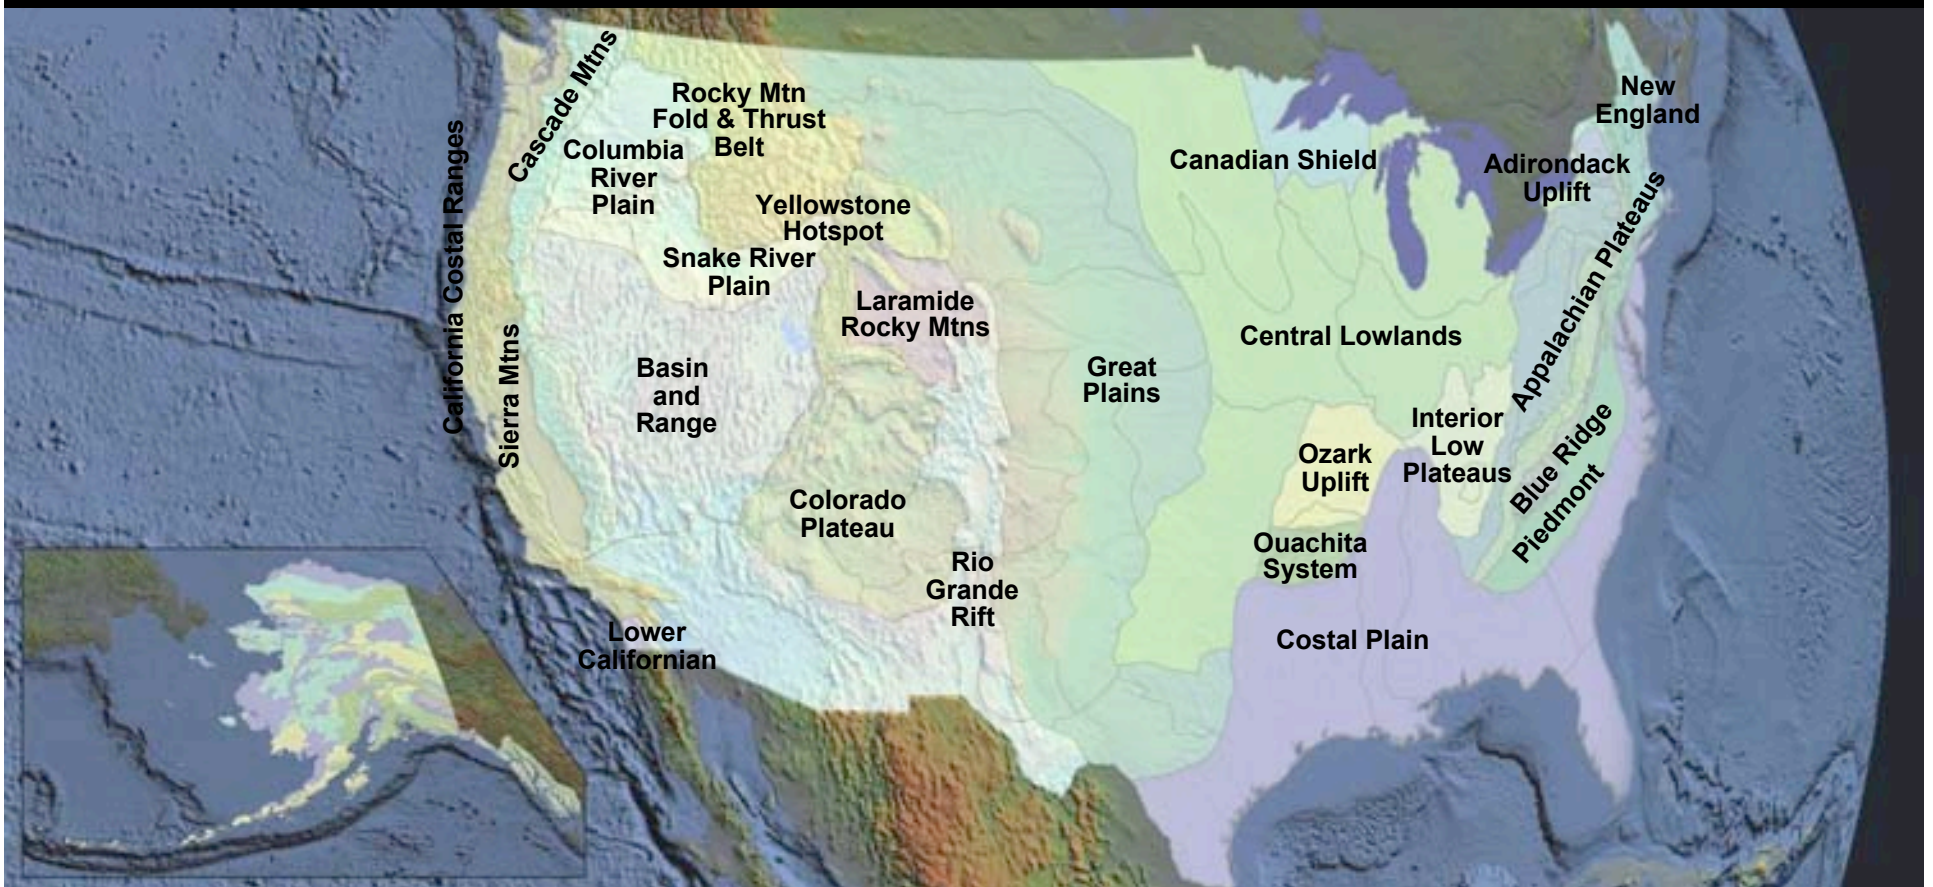 Cascade Mtns
Rocky Mtn
Fold & Thrust
Belt
New
England
California Costal Ranges
Columbia
River
Plain
Canadian Shield
Adirondack
Uplift
Yellowstone
Hotspot
Snake River
Plain
Appalachian Plateaus
Laramide
Rocky Mtns
Sierra Mtns
Central Lowlands
Basin
and
Range
Great
Plains
Interior
Low
Plateaus
Ozark
Uplift
Blue Ridge
Piedmont
Colorado
Plateau
Ouachita
System
Rio
Grande
Rift
Lower
Californian
Costal Plain